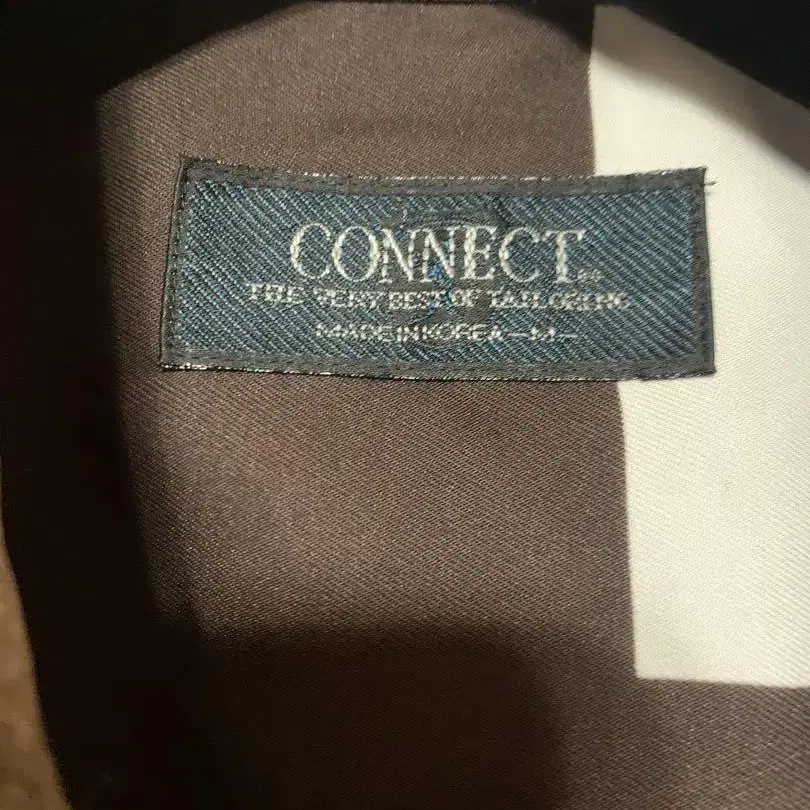 CONNECT
THE VERY BEST OF TAILORING
MADE IN KOREA -M-